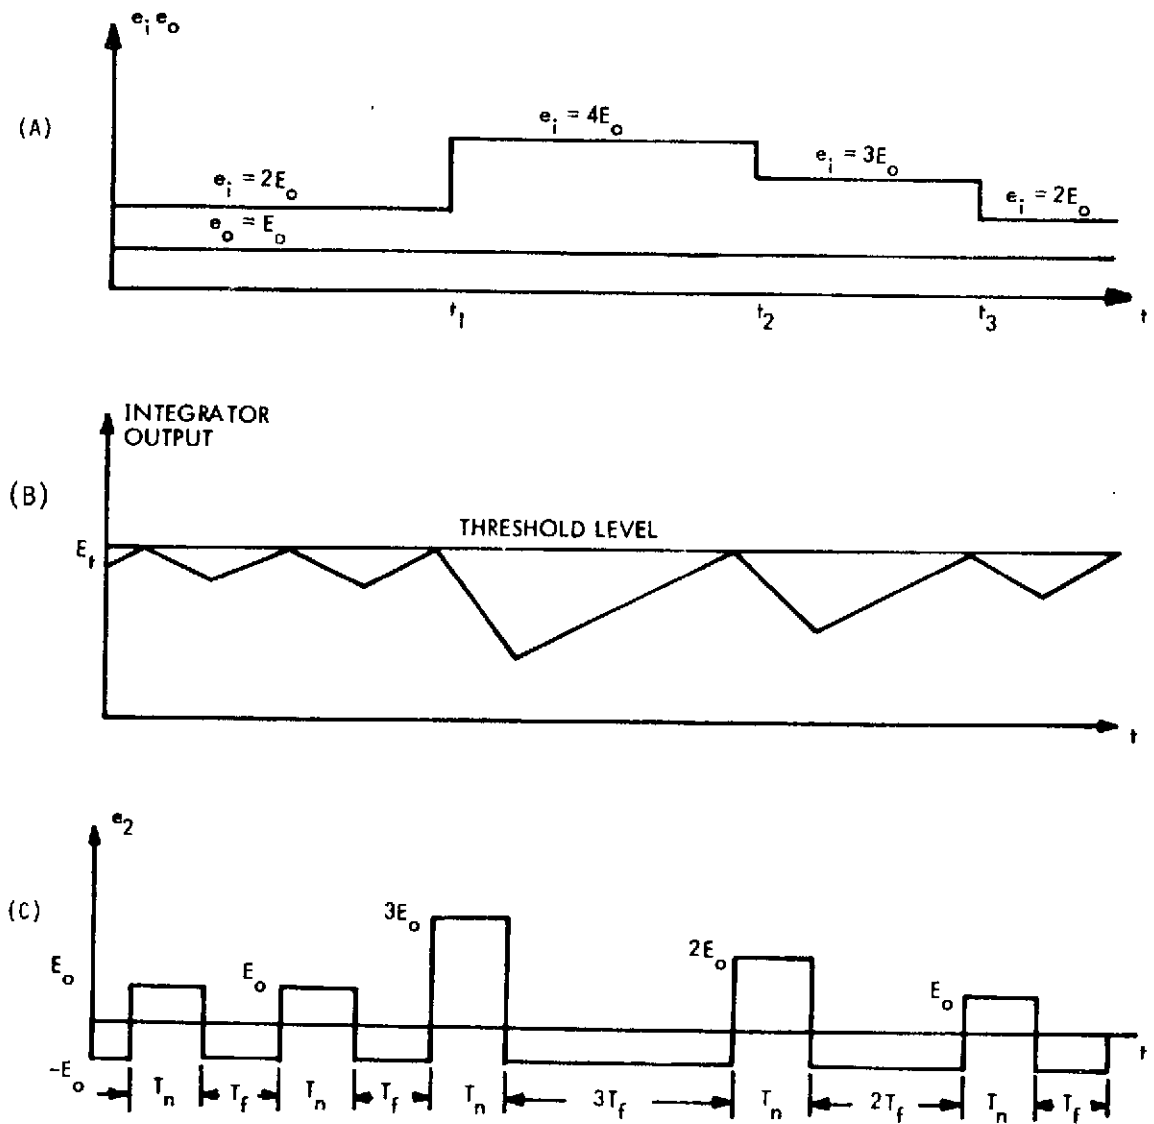 e_i e_o
(A)
e_i = 4E_o
e_i = 3E_o
e_i = 2E_o
e_i = 2E_o
e_o = E_o
t_1 t_2 t_3 t
INTEGRATOR
OUTPUT
(B)
THRESHOLD LEVEL
E_t
t
e_2
(C)
3E_o
2E_o
E_o E_o E_o
t
-E_o
T_n T_f T_n T_f T_n 3T_f T_n 2T_f T_n T_f